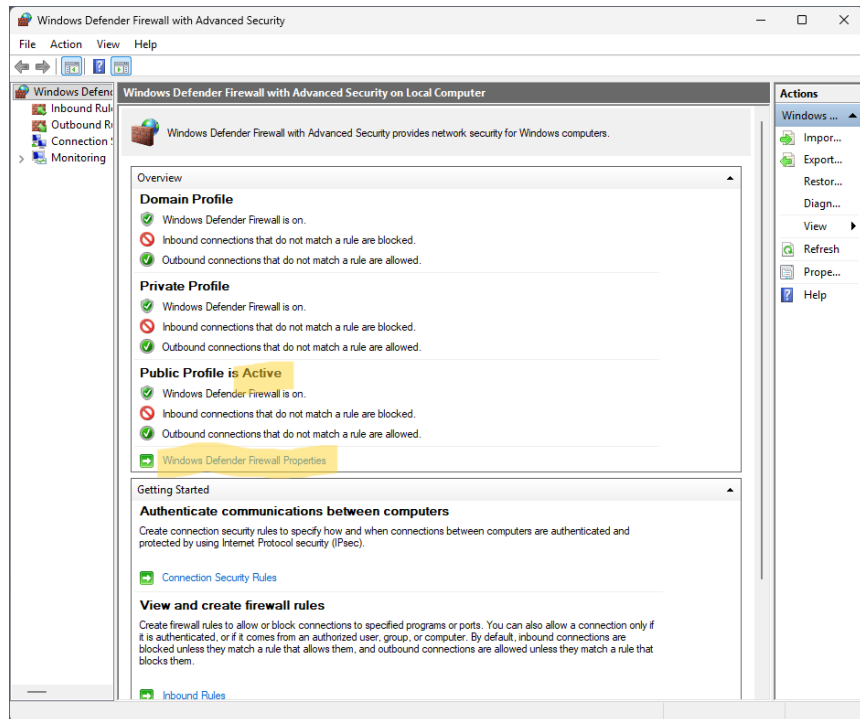 Windows Defender Firewall with Advanced Security
File Action View Help
Windows Defend
Inbound Rul
Outbound Ru
Connection S
Monitoring
Windows Defender Firewall with Advanced Security on Local Computer
Windows Defender Firewall with Advanced Security provides network security for Windows computers.
Overview
Domain Profile
Windows Defender Firewall is on.
Inbound connections that do not match a rule are blocked.
Outbound connections that do not match a rule are allowed.
Private Profile
Windows Defender Firewall is on.
Inbound connections that do not match a rule are blocked.
Outbound connections that do not match a rule are allowed.
Public Profile is Active
Windows Defender Firewall is on.
Inbound connections that do not match a rule are blocked.
Outbound connections that do not match a rule are allowed.
Windows Defender Firewall Properties
Getting Started
Authenticate communications between computers
Create connection security rules to specify how and when connections between computers are authenticated and
protected by using Internet Protocol security (IPsec).
Connection Security Rules
View and create firewall rules
Create firewall rules to allow or block connections to specified programs or ports. You can also allow a connection only if
it is authenticated, or if it comes from an authorized user, group, or computer. By default, inbound connections are
blocked unless they match a rule that allows them, and outbound connections are allowed unless they match a rule that
blocks them.
Inbound Rules
Actions
Windows ...
Impor...
Export...
Restor...
Diagn...
View
Refresh
Prope...
Help